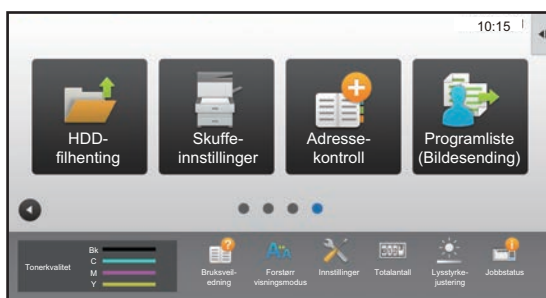 10:15
HDD-
filhenting
Skuffe-
innstillinger
Adresse-
kontroll
Programliste
(Bildesending)
Tonerkvalitet
Bk
C
M
Y
Bruksveil-
edning
Forstørr
visningsmodus
Innstillinger
Totalantall
Lysstyrke-
justering
Jobbstatus